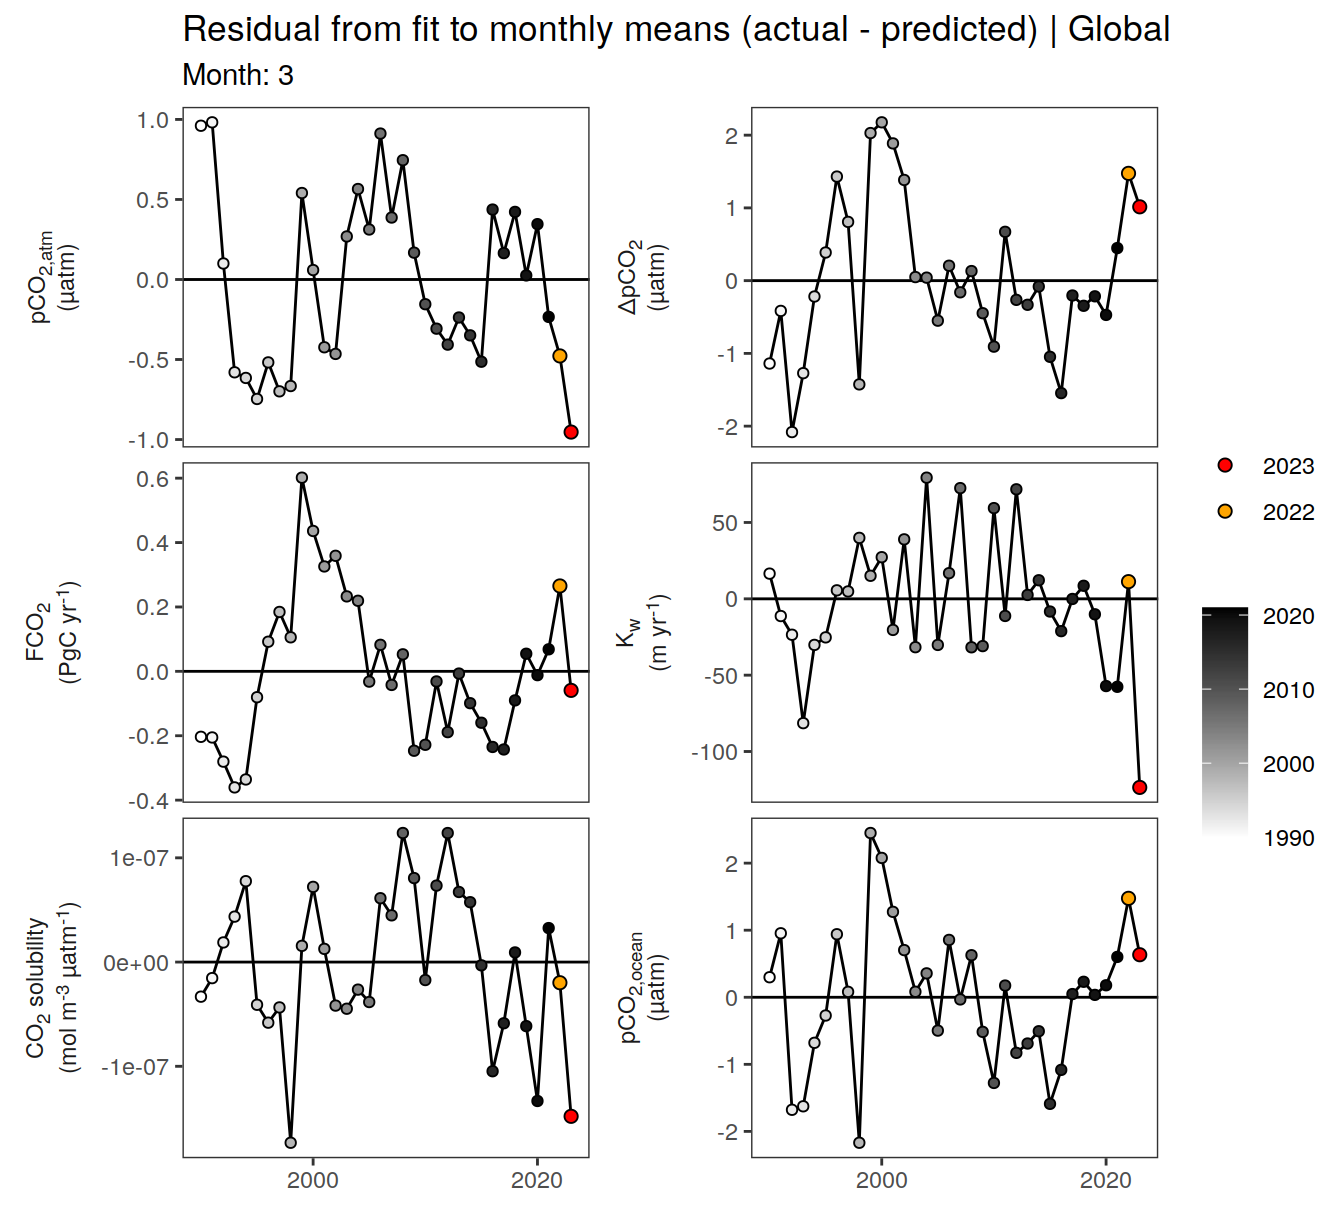 Residual from fit to monthly means (actual - predicted) | Global
Month: 3
pCO2,atm
(µatm)
1.0
0.5
0.0
-0.5
-1.0
ΔpCO2
(µatm)
2
1
0
-1
-2
FCO2
(PgC yr-1)
0.6
0.4
0.2
0.0
-0.2
-0.4
Kw
(m yr-1)
50
0
-50
-100
CO2 solubility
(mol m-3 µatm-1)
1e-07
0e+00
-1e-07
2000
2020
pCO2,ocean
(µatm)
2
1
0
-1
-2
2000
2020
2023
2022
2020
2010
2000
1990